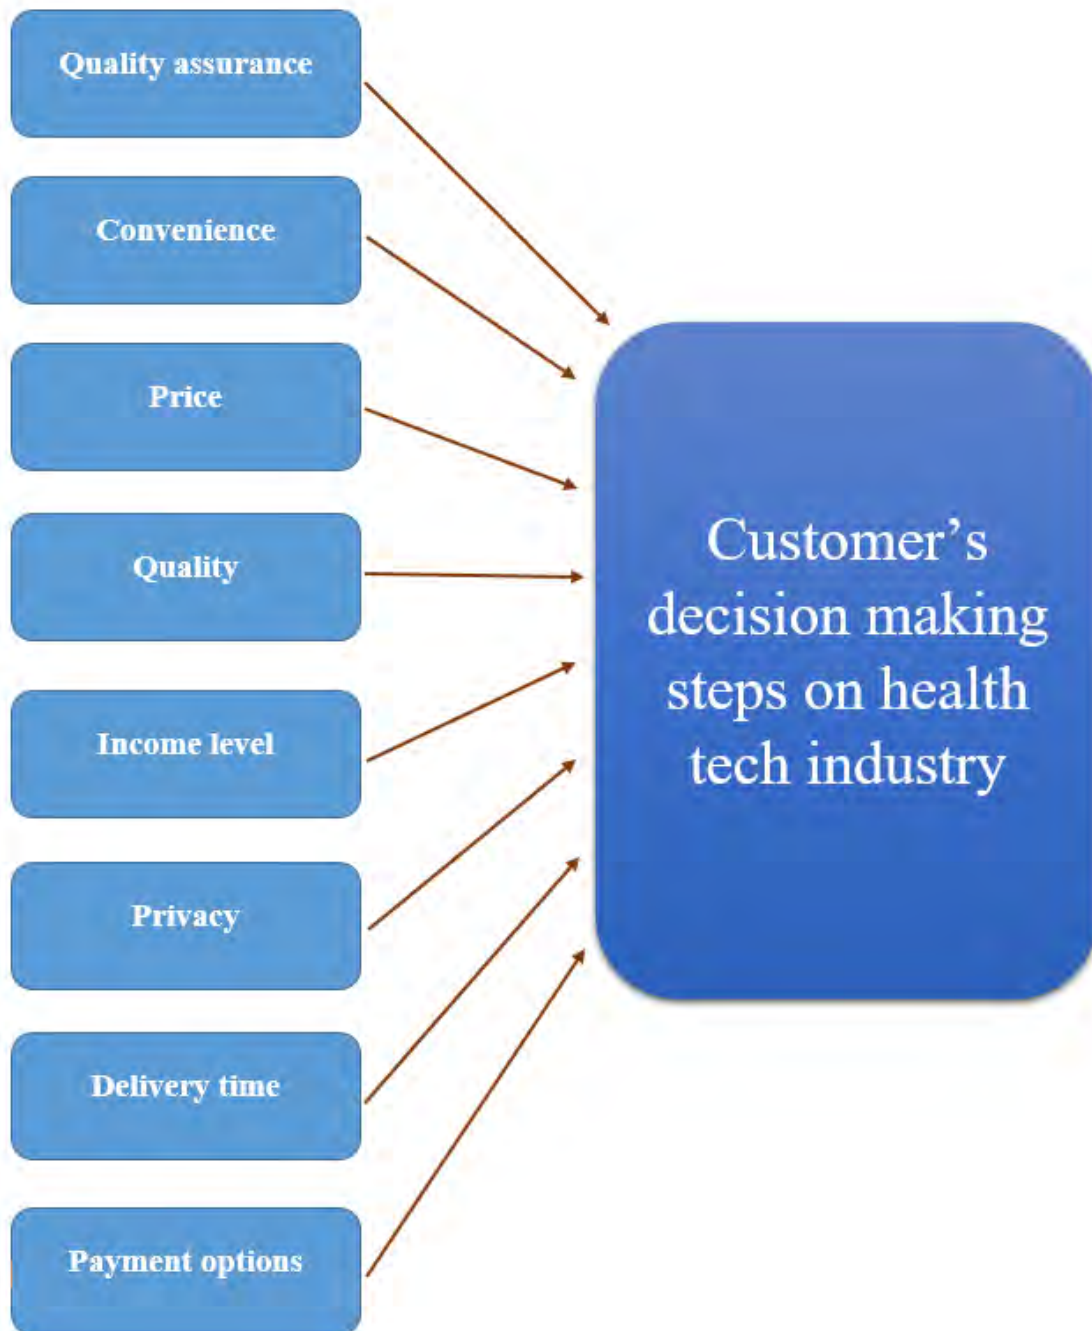 Quality assurance
Convenience
Price
Quality
Income level
Privacy
Delivery time
Payment options
Customer’s
decision making
steps on health
tech industry